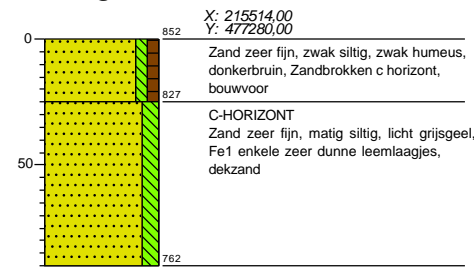 X: 215514,00
Y: 477280,00
0
852
Zand zeer fijn, zwak siltig, zwak humeus,
donkerbruin, Zandbrokken c horizont,
bouwvoor
827
C-HORIZONT
Zand zeer fijn, matig siltig, licht grijsgeel,
Fe1 enkele zeer dunne leemlaagjes,
dekzand
50
762